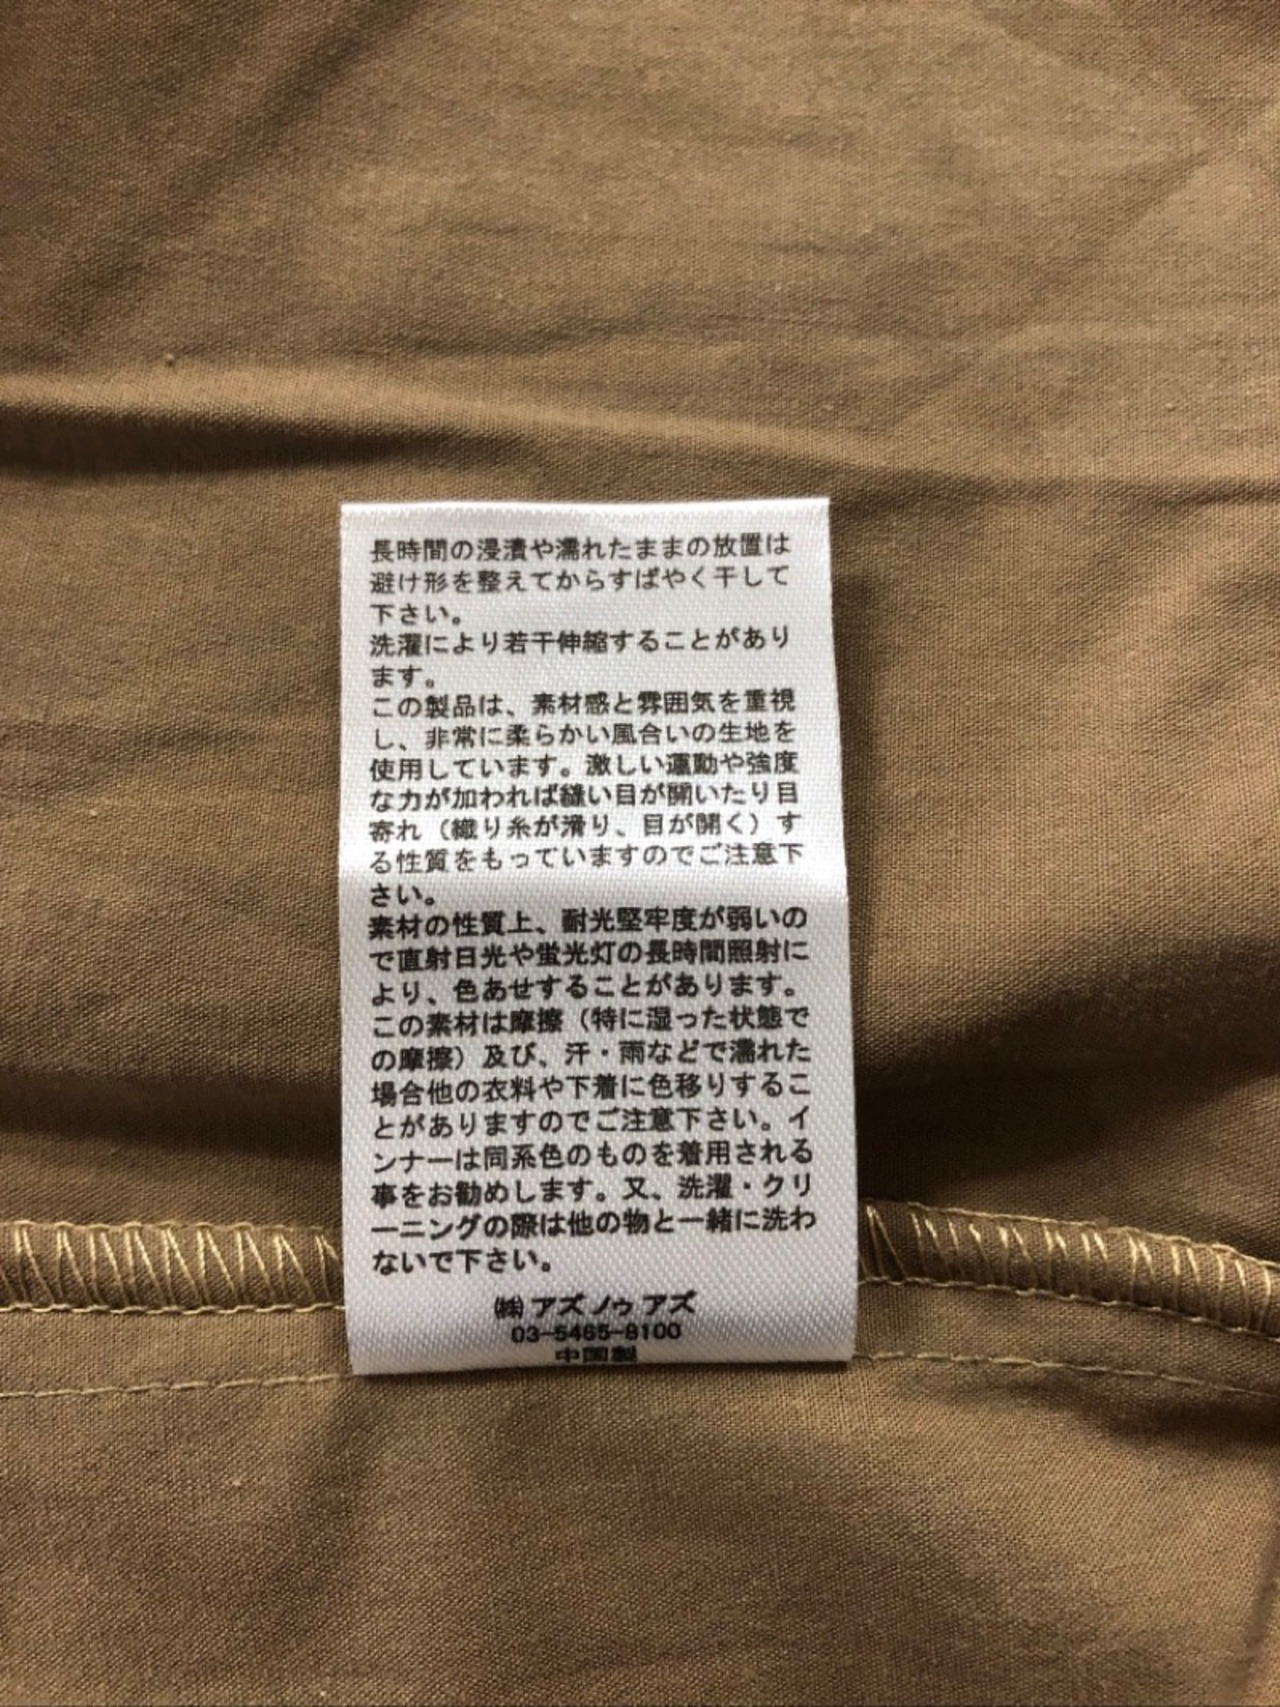 長時間の浸漬や濡れたままの放置は
避け形を整えてからすばやく干して
下さい。
洗濯により若干伸縮することがあり
ます。
この製品は、素材感と雰囲気を重視
し、非常に柔らかい風合いの生地を
使用しています。激しい運動や強度
な力が加われば縫い目が開いたり目
寄れ（織り糸が滑り、目が開く）す
る性質をもっていますのでご注意下
さい。
素材の性質上、耐光堅牢度が弱いの
で直射日光や蛍光灯の長時間照射に
より、色あせすることがあります。
この素材は摩擦（特に湿った状態で
の摩擦）及び、汗・雨などで濡れた
場合他の衣料や下着に色移りするこ
とがありますのでご注意下さい。イ
ンナーは同系色のものを着用される
事をお勧めします。又、洗濯・クリ
ーニングの際は他の物と一緒に洗わ
ないで下さい。
㈱アズノゥアズ
03-5465-8100
中国製